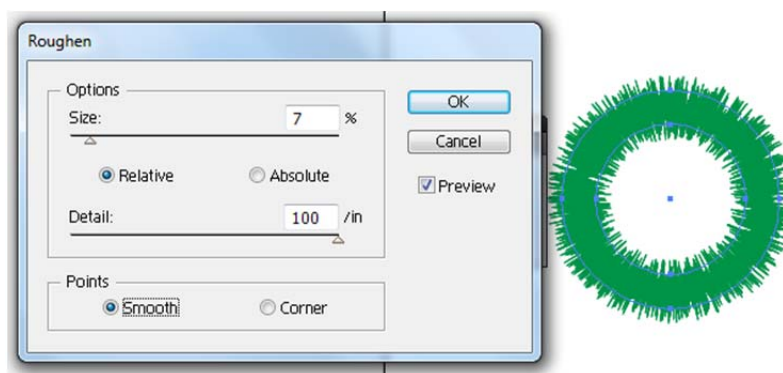 Roughen
Options
Size: 7 %
Relative Absolute
Detail: 100 /in
Points
Smooth Corner
OK
Cancel
Preview